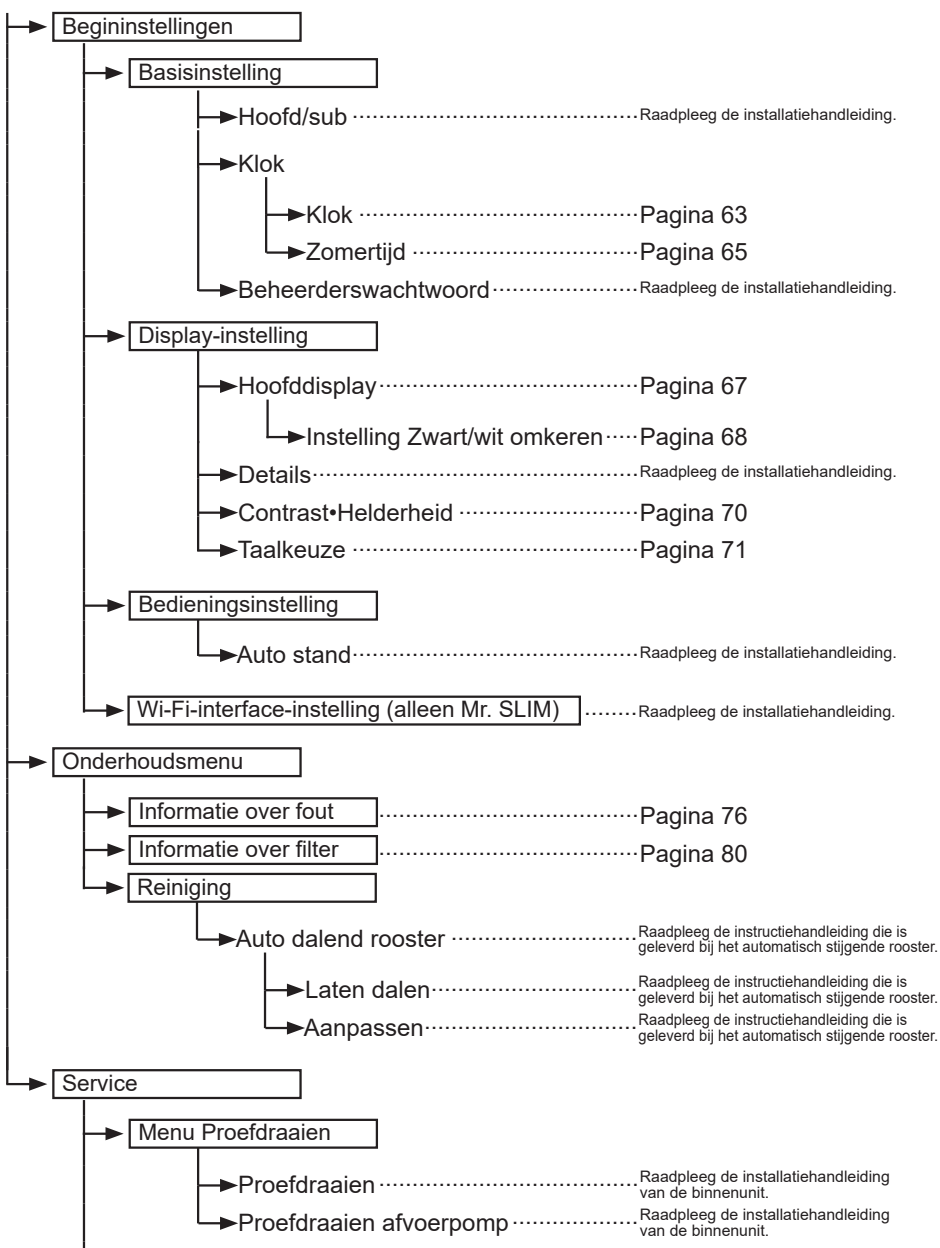 Begininstellingen
Basisinstelling
Hoofd/sub Raadpleeg de installatiehandleiding.
Klok
Klok Pagina 63
Zomertijd Pagina 65
Beheerderswachtwoord Raadpleeg de installatiehandleiding.
Display-instelling
Hoofddisplay Pagina 67
Instelling Zwart/wit omkeren Pagina 68
Details Raadpleeg de installatiehandleiding.
Contrast•Helderheid Pagina 70
Taalkeuze Pagina 71
Bedieningsinstelling
Auto stand Raadpleeg de installatiehandleiding.
Wi-Fi-interface-instelling (alleen Mr. SLIM) Raadpleeg de installatiehandleiding.
Onderhoudsmenu
Informatie over fout Pagina 76
Informatie over filter Pagina 80
Reiniging
Auto dalend rooster Raadpleeg de instructiehandleiding die is
geleverd bij het automatisch stijgende rooster.
Laten dalen Raadpleeg de instructiehandleiding die is
geleverd bij het automatisch stijgende rooster.
Aanpassen Raadpleeg de instructiehandleiding die is
geleverd bij het automatisch stijgende rooster.
Service
Menu Proefdraaien
Proefdraaien Raadpleeg de installatiehandleiding
van de binnenunit.
Proefdraaien afvoerpomp Raadpleeg de installatiehandleiding
van de binnenunit.